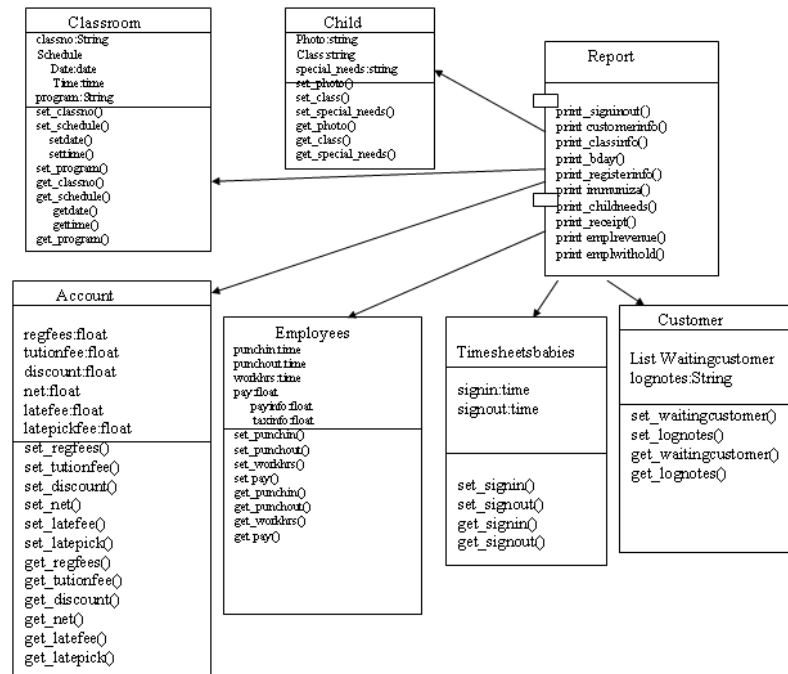 Classroom
classno:String
Schedule
Date:date
Time:time
program:String
set_classno()
set_schedule()
setdate()
settime()
set_program()
get_classno()
get_schedule()
getdate()
gettime()
get_program()
Child
Photo:string
Class:string
special_needs:string
set_photo()
set_class()
set_special_needs()
get_photo()
get_class()
get_special_needs()
Report
print_signinout()
print customerinfo()
print_classinfo()
print_bday()
print_registerinfo()
print immuniza()
print_childneeds()
print_receipt()
print emplrevenue()
print emplwithold()
Account
regfees:float
tutionfee:float
discount:float
net:float
latefee:float
latepickfee:float
set_regfees()
set_tutionfee()
set_discount()
set_net()
set_latefee()
set_latepick()
get_regfees()
get_tutionfee()
get_discount()
get_net()
get_latefee()
get_latepick()
Employees
punchin:time
punchout:time
workhrs:time
pay:float
payinfo:float
taxinfo:float
set_punchin()
set_punchout()
set_workhrs()
set pay()
get_punchin()
get_punchout()
get_workhrs()
get pay()
Timesheetsbabies
signin:time
signout:time
set_signin()
set_signout()
get_signin()
get_signout()
Customer
List Waitingcustomer
lognotes:String
set_waitingcustomer()
set_lognotes()
get_waitingcustomer()
get_lognotes()